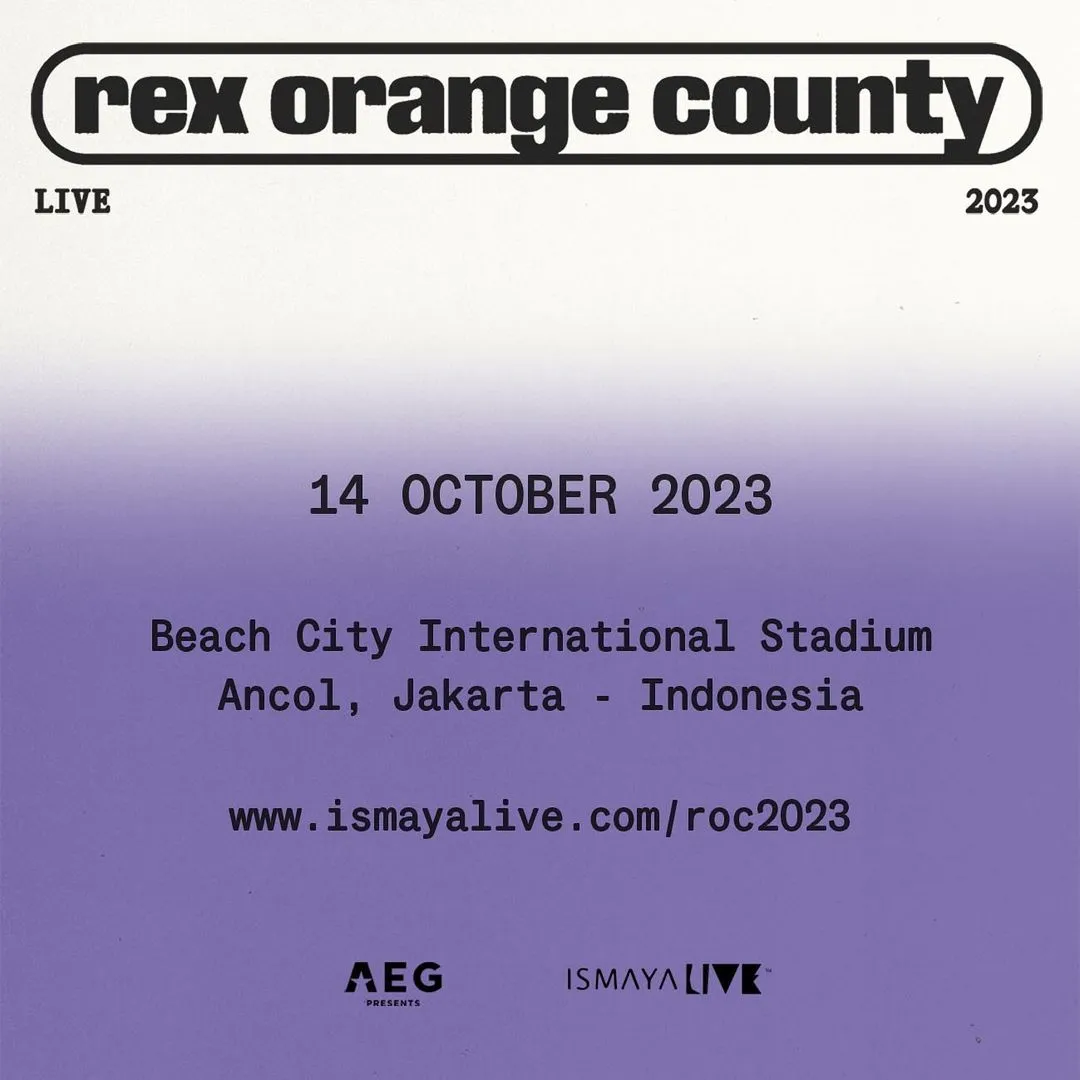 rex orange county
LIVE 2023
14 OCTOBER 2023
Beach City International Stadium
Ancol, Jakarta - Indonesia
www.ismayalive.com/roc2023
AEG ISMAYA LIVE™
PRESENTS